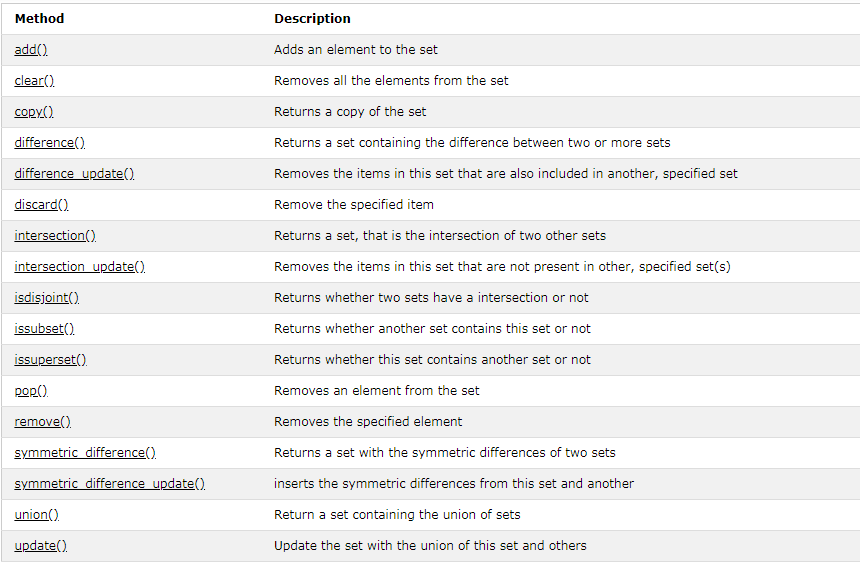 Method Description
add() Adds an element to the set
clear() Removes all the elements from the set
copy() Returns a copy of the set
difference() Returns a set containing the difference between two or more sets
difference_update() Removes the items in this set that are also included in another, specified set
discard() Remove the specified item
intersection() Returns a set, that is the intersection of two other sets
intersection_update() Removes the items in this set that are not present in other, specified set(s)
isdisjoint() Returns whether two sets have a intersection or not
issubset() Returns whether another set contains this set or not
issuperset() Returns whether this set contains another set or not
pop() Removes an element from the set
remove() Removes the specified element
symmetric_difference() Returns a set with the symmetric differences of two sets
symmetric_difference_update() inserts the symmetric differences from this set and another
union() Return a set containing the union of sets
update() Update the set with the union of this set and others